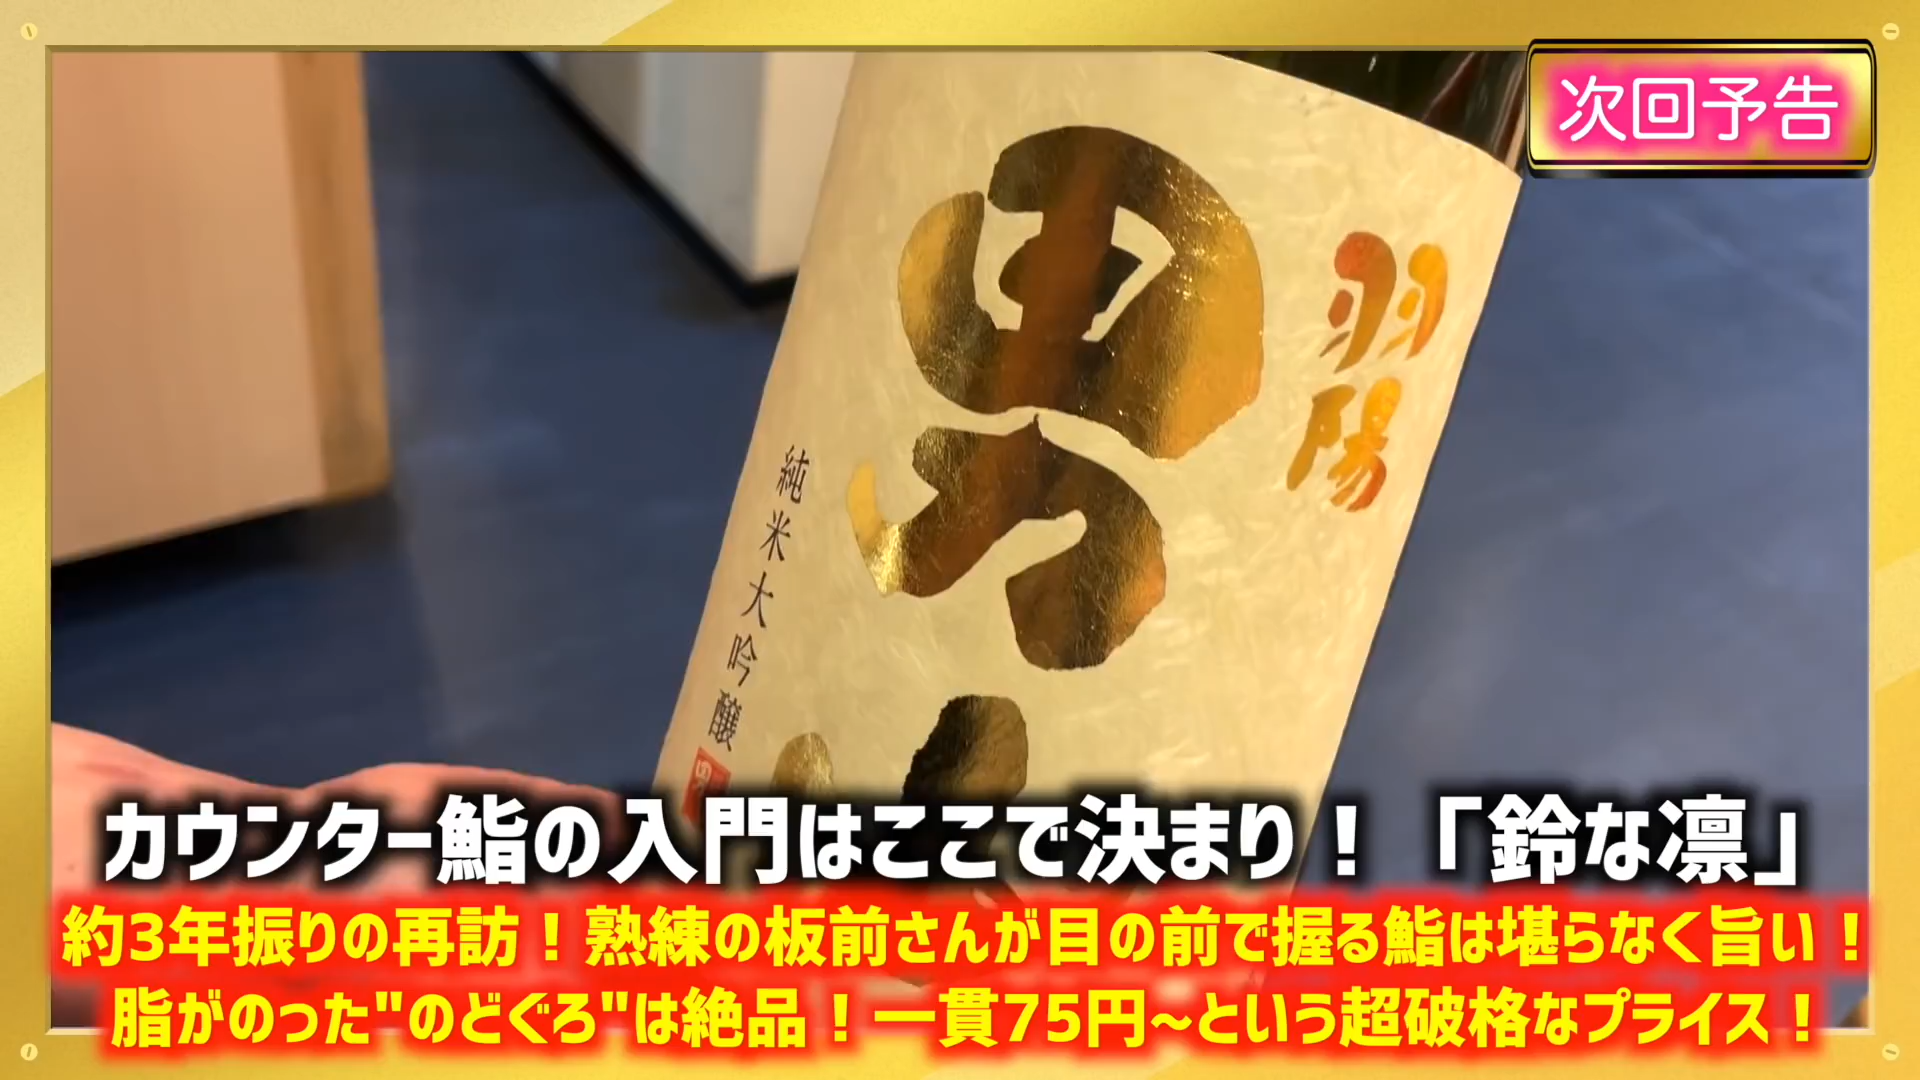 次回予告
羽陽
男
純米大吟醸
カウンター鮨の入門はここで決まり！「鈴な凛」
約3年振りの再訪！熟練の板前さんが目の前で握る鮨は堪らなく旨い！
脂がのった"のどぐろ"は絶品！一貫75円～という超破格なプライス！